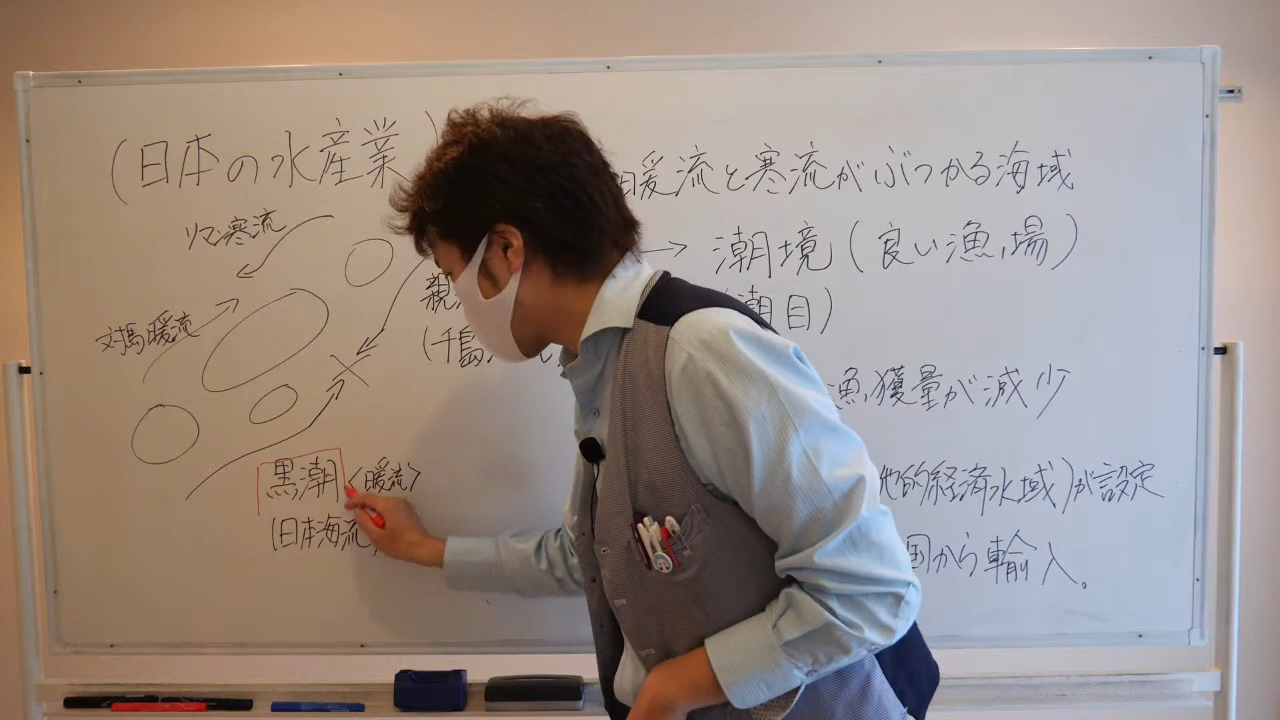 (日本の水産業)
リマン寒流
対馬暖流
親
(千島
黒潮〈暖流〉
(日本海流)
暖流と寒流がぶつかる海域
→ 潮境(良い漁場)
潮目)
漁獲量が減少
他的経済水域)が設定
国から輸入。